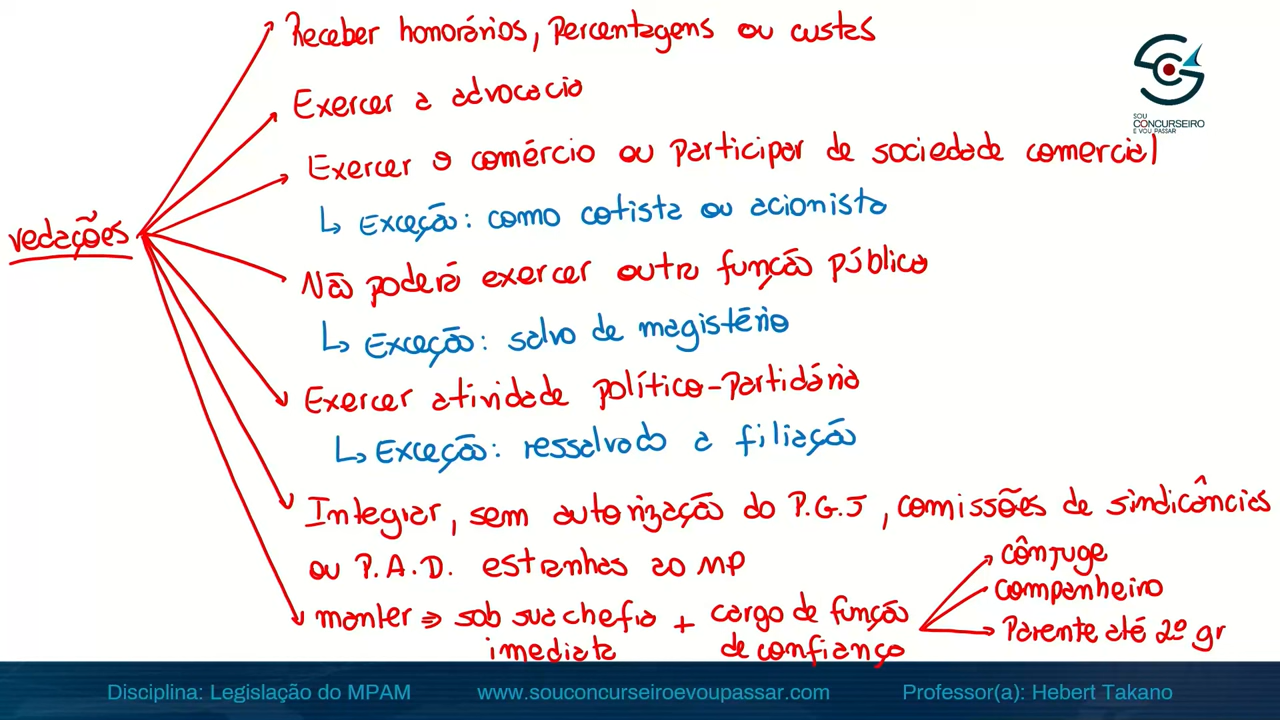 Receber honorários, Percentagens ou custas
Exercer a advocacia
SOU
CONCURSEIRO
E VOU PASSAR
Exercer o comércio ou participar de sociedade comercial
↳ Exceção: como cotista ou acionista
vedações
Não poderá exercer outra função pública
↳ Exceção: salvo de magistério
Exercer atividade político-partidária
↳ Exceção: ressalvado a filiação
Integrar, sem autorização do P.G.J, comissões de sindicâncias
ou P.A.D. estranhas ao MP
cônjuge
companheiro
manter ⇒ sob sua chefia + cargo de função
Parente até 2º gr
imediata de confiança
Disciplina: Legislação do MPAM www.souconcurseiroevoupassar.com Professor(a): Hebert Takano